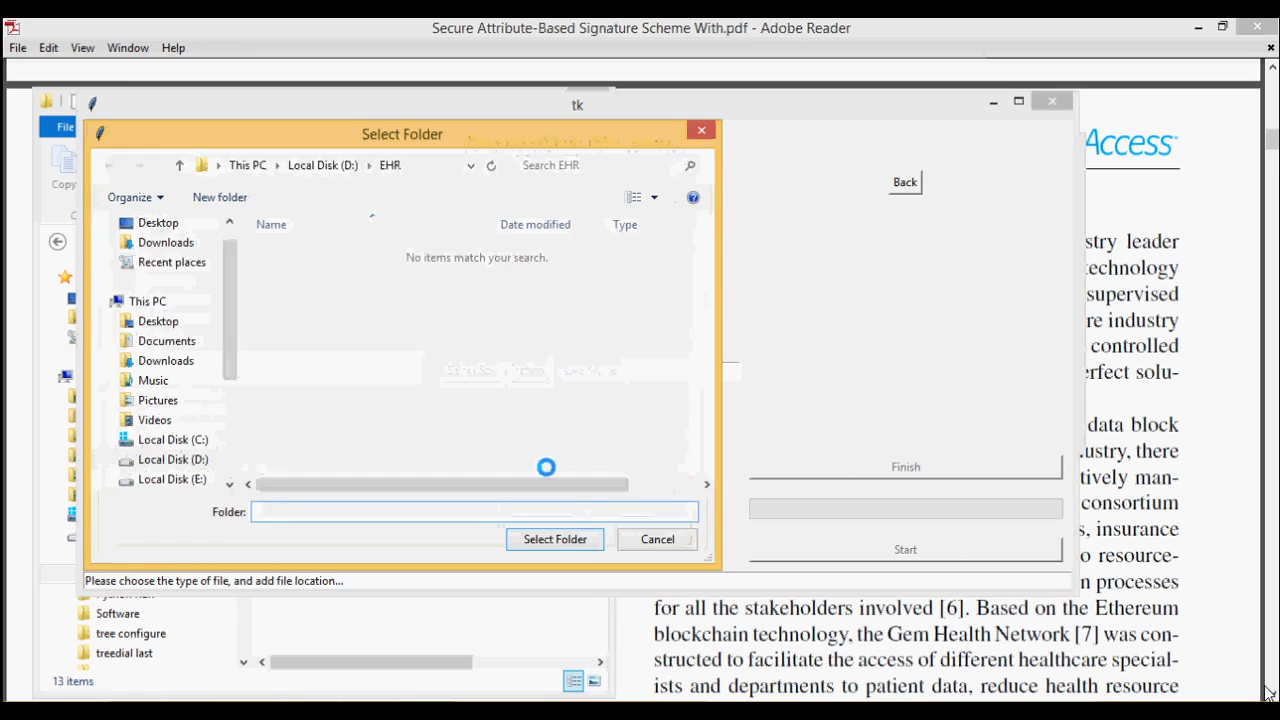 Secure Attribute-Based Signature Scheme With.pdf - Adobe Reader
File Edit View Window Help
tk
File
Select Folder
Access
This PC Local Disk (D:) EHR Search EHR
Copy
Back
Organize New folder
Desktop
Name Date modified Type
Downloads
stry leader
No items match your search.
Recent places
echnology
supervised
This PC
Desktop
re industry
Documents
controlled
Downloads
rfect solu-
Music
Pictures
Videos
data block
Local Disk (C:)
ustry, there
Local Disk (D:)
Finish
Local Disk (E:)
tively man-
consortium
Folder:
s, insurance
Select Folder Cancel
Start
o resource-
Please choose the type of file, and add file location...
n processes
for all the stakeholders involved [6]. Based on the Ethereum
Software
tree configure
blockchain technology, the Gem Health Network [7] was con-
treedial last
structed to facilitate the access of different healthcare special-
13 items
ists and departments to patient data, reduce health resource